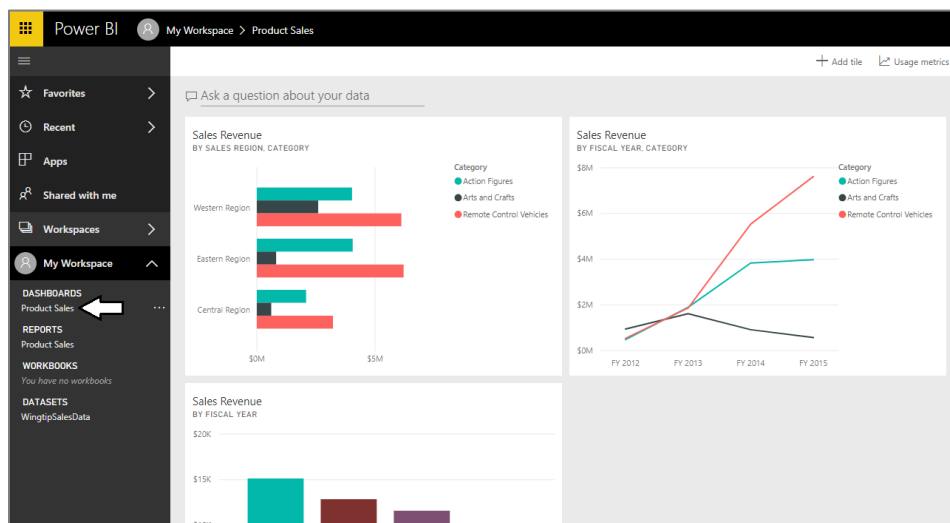 Power BI
My Workspace > Product Sales
Add tile
Usage metrics
Favorites
Recent
Apps
Shared with me
Workspaces
My Workspace
DASHBOARDS
Product Sales
REPORTS
Product Sales
WORKBOOKS
You have no workbooks
DATASETS
WingtipSalesData
Ask a question about your data
Sales Revenue
BY SALES REGION, CATEGORY
Category
Action Figures
Arts and Crafts
Remote Control Vehicles
Western Region
Eastern Region
Central Region
$0M $5M
Sales Revenue
BY FISCAL YEAR, CATEGORY
$8M
$6M
$4M
$2M
$0M
FY 2012 FY 2013 FY 2014 FY 2015
Category
Action Figures
Arts and Crafts
Remote Control Vehicles
Sales Revenue
BY FISCAL YEAR
$20K
$15K